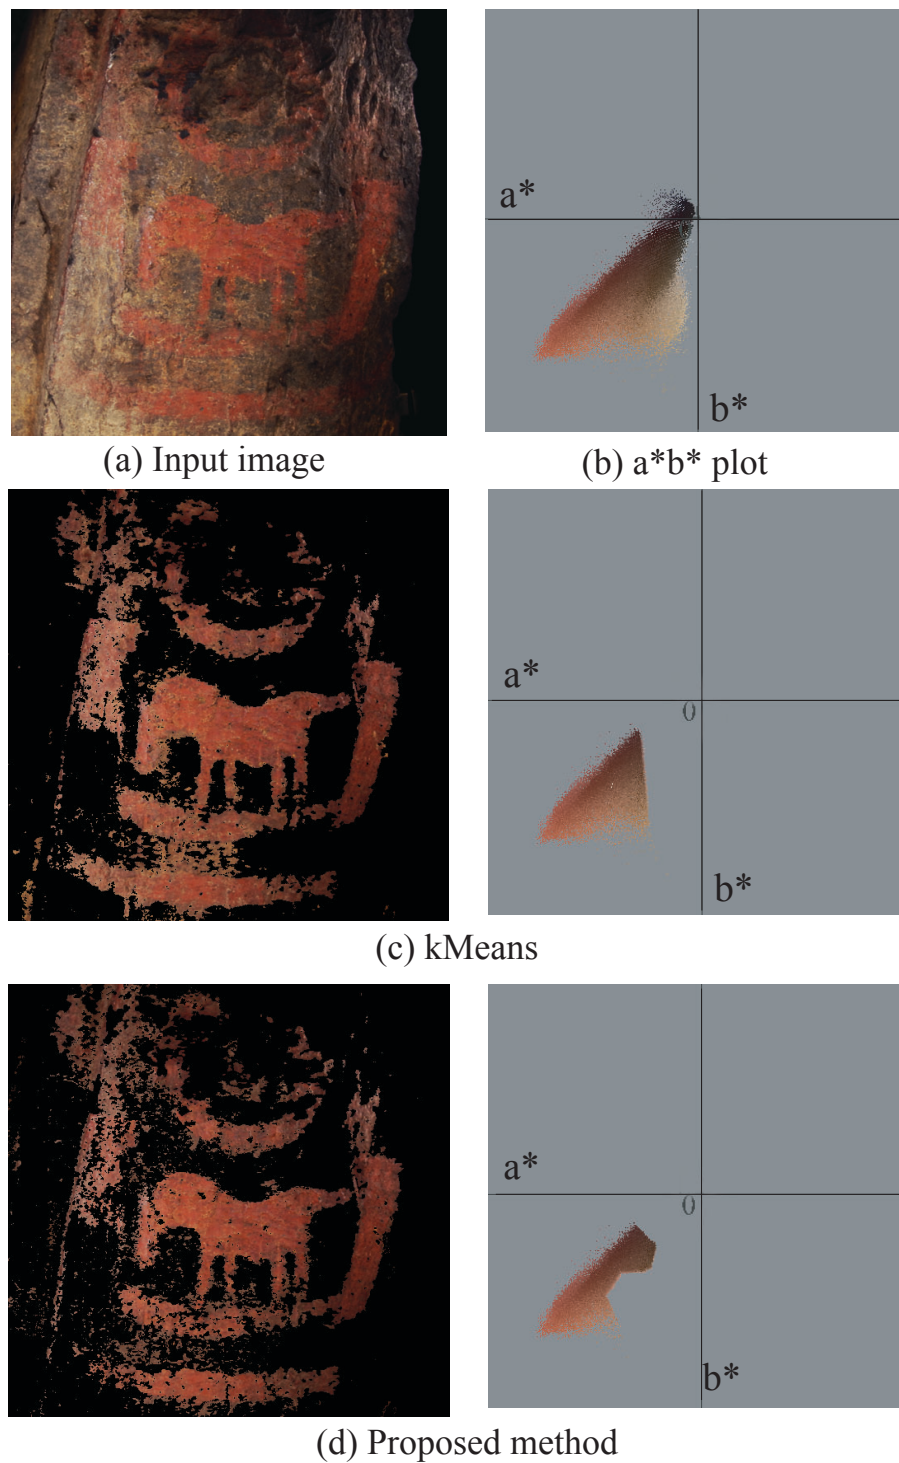 a*
b*
(a) Input image
(b) a*b* plot
a*
0
b*
(c) kMeans
a*
0
b*
(d) Proposed method